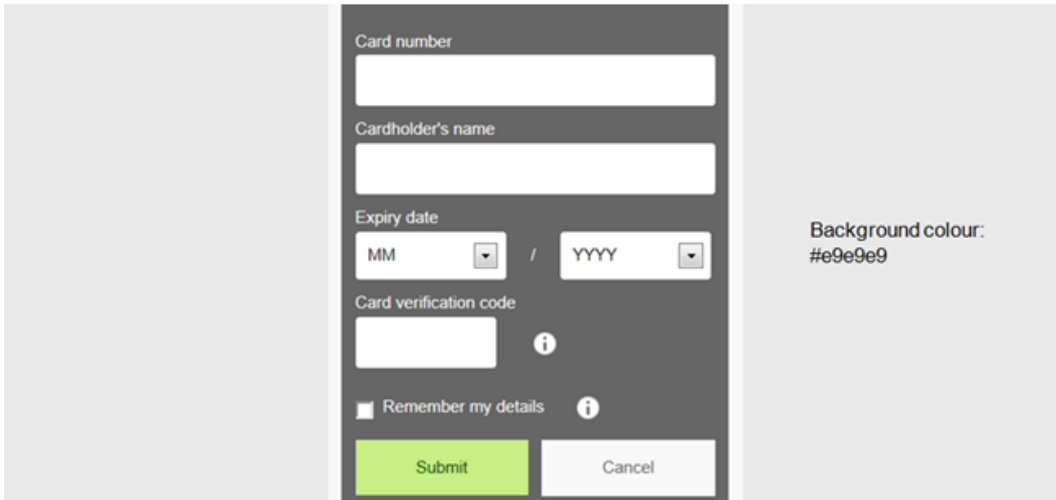 Card number
Cardholder's name
Expiry date
MM / YYYY
Card verification code
Remember my details
Submit Cancel
Background colour:
#e9e9e9